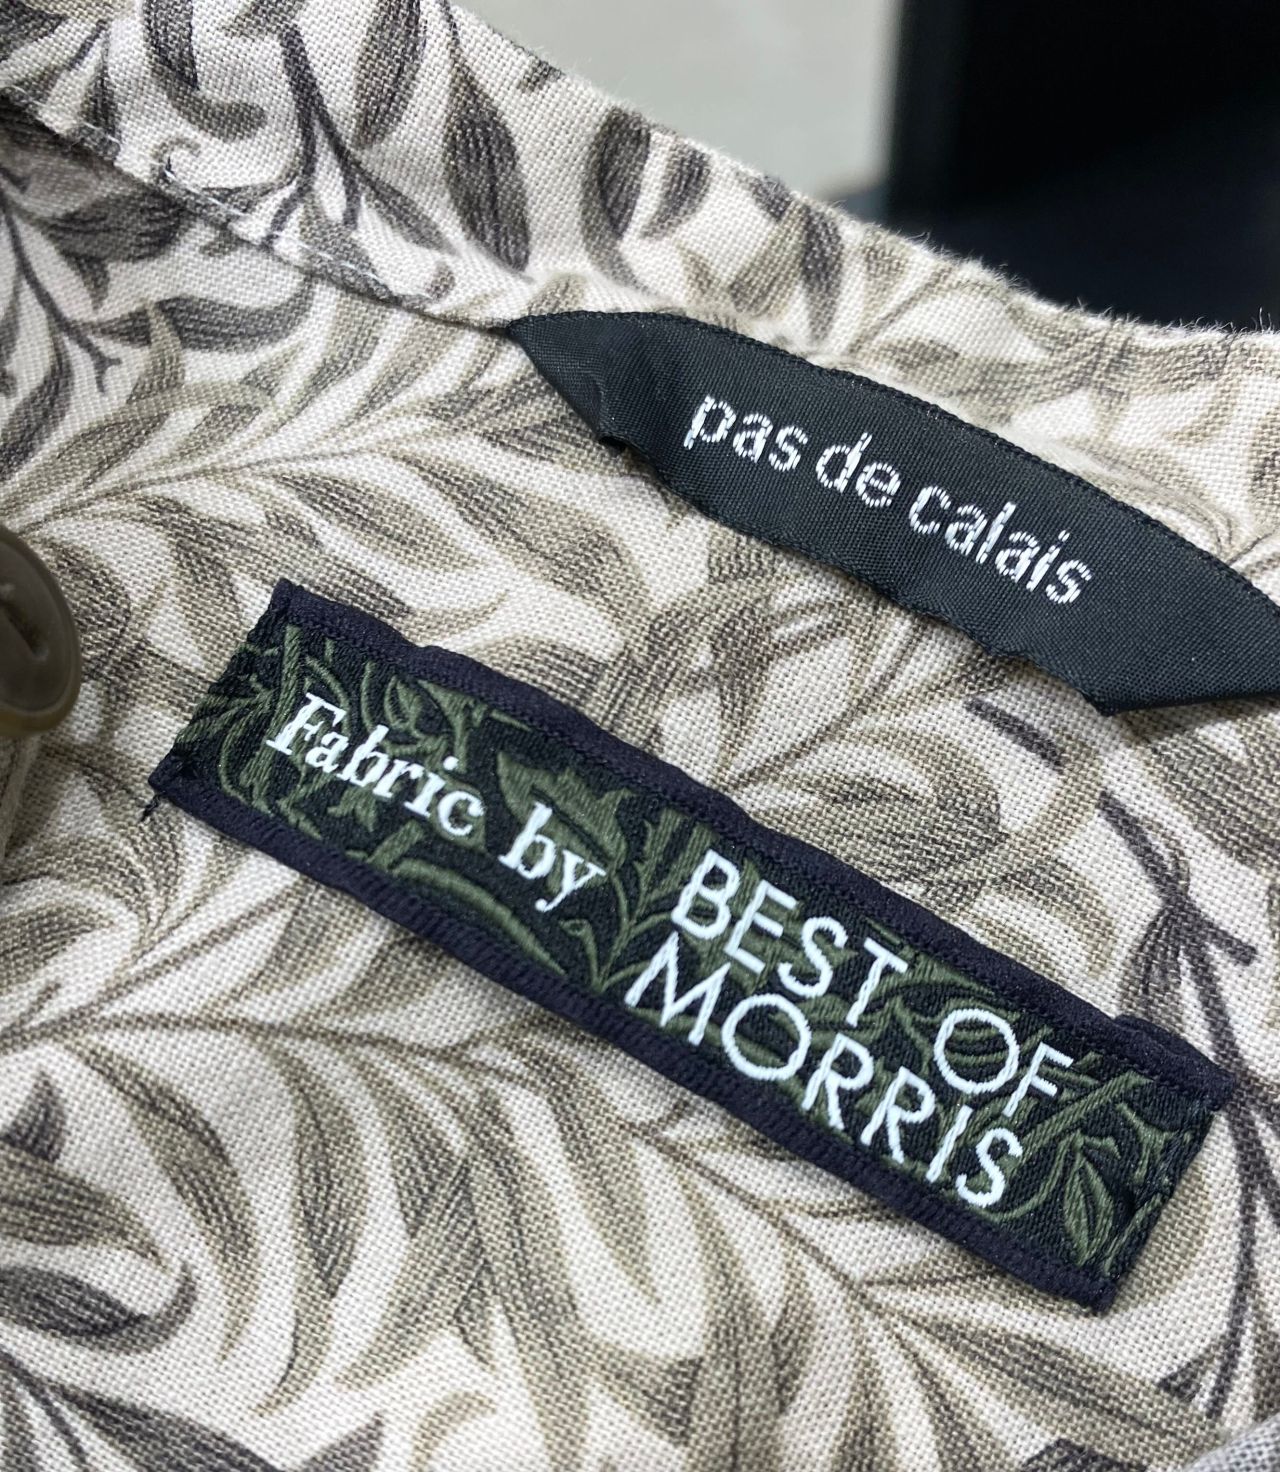 pas de calais
Fabric by
BEST OF
MORRIS